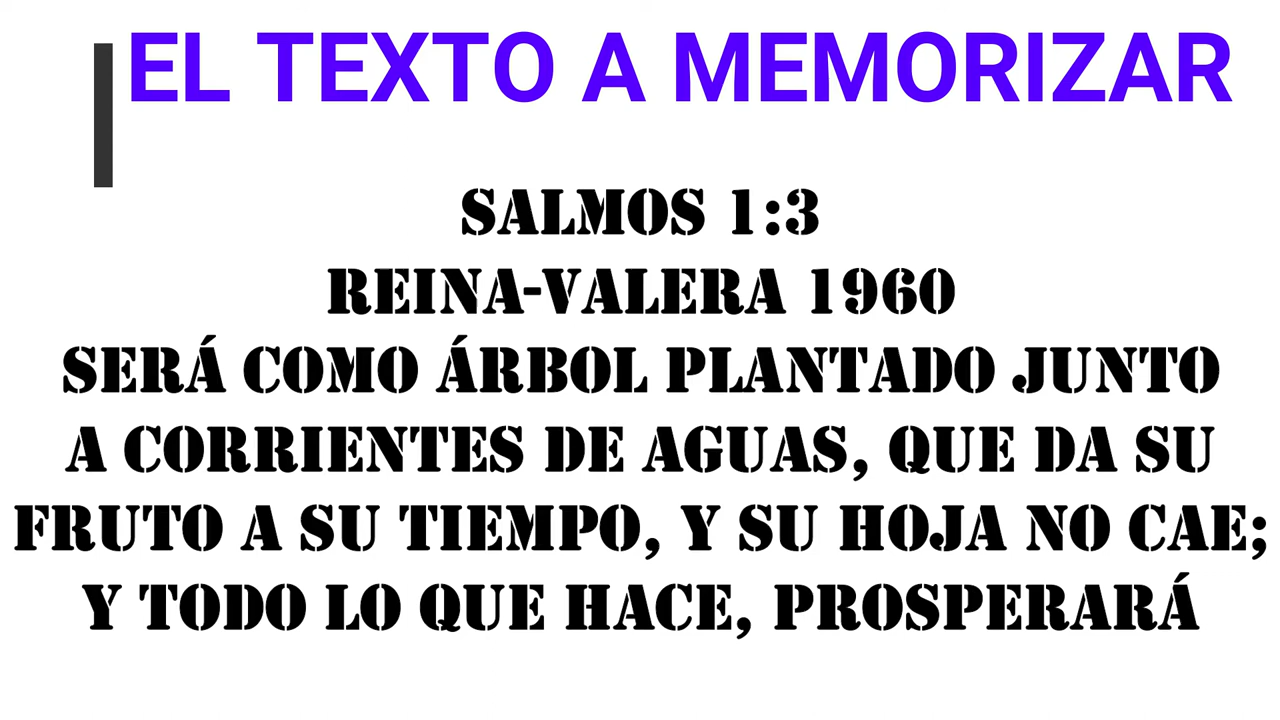 EL TEXTO A MEMORIZAR
SALMOS 1:3
REINA-VALERA 1960
SERÁ COMO ÁRBOL PLANTADO JUNTO
A CORRIENTES DE AGUAS, QUE DA SU
FRUTO A SU TIEMPO, Y SU HOJA NO CAE;
Y TODO LO QUE HACE, PROSPERARÁ